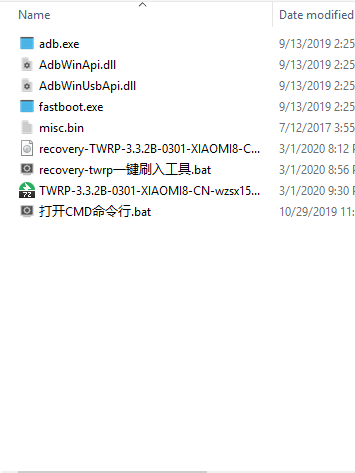 Name Date modified
adb.exe 9/13/2019 2:25
AdbWinApi.dll 9/13/2019 2:25
AdbWinUsbApi.dll 9/13/2019 2:25
fastboot.exe 9/13/2019 2:25
misc.bin 7/12/2017 3:55
recovery-TWRP-3.3.2B-0301-XIAOMI8-C... 3/1/2020 8:12 P
recovery-twrp一键刷入工具.bat 3/1/2020 8:56 P
TWRP-3.3.2B-0301-XIAOMI8-CN-wzsx15... 3/1/2020 9:30 P
打开CMD命令行.bat 10/29/2019 11: